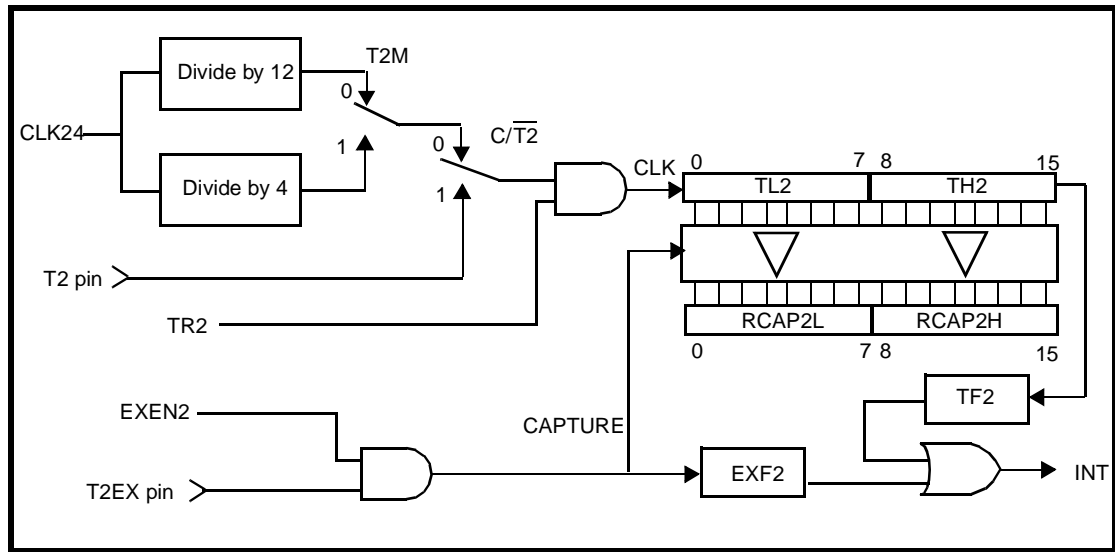 T2M
Divide by 12
0
CLK24
C/T2
0
1
CLK
0
7
8
15
Divide by 4
TL2
TH2
1
T2 pin
TR2
RCAP2L
RCAP2H
0
7
8
15
TF2
EXEN2
CAPTURE
T2EX pin
EXF2
INT